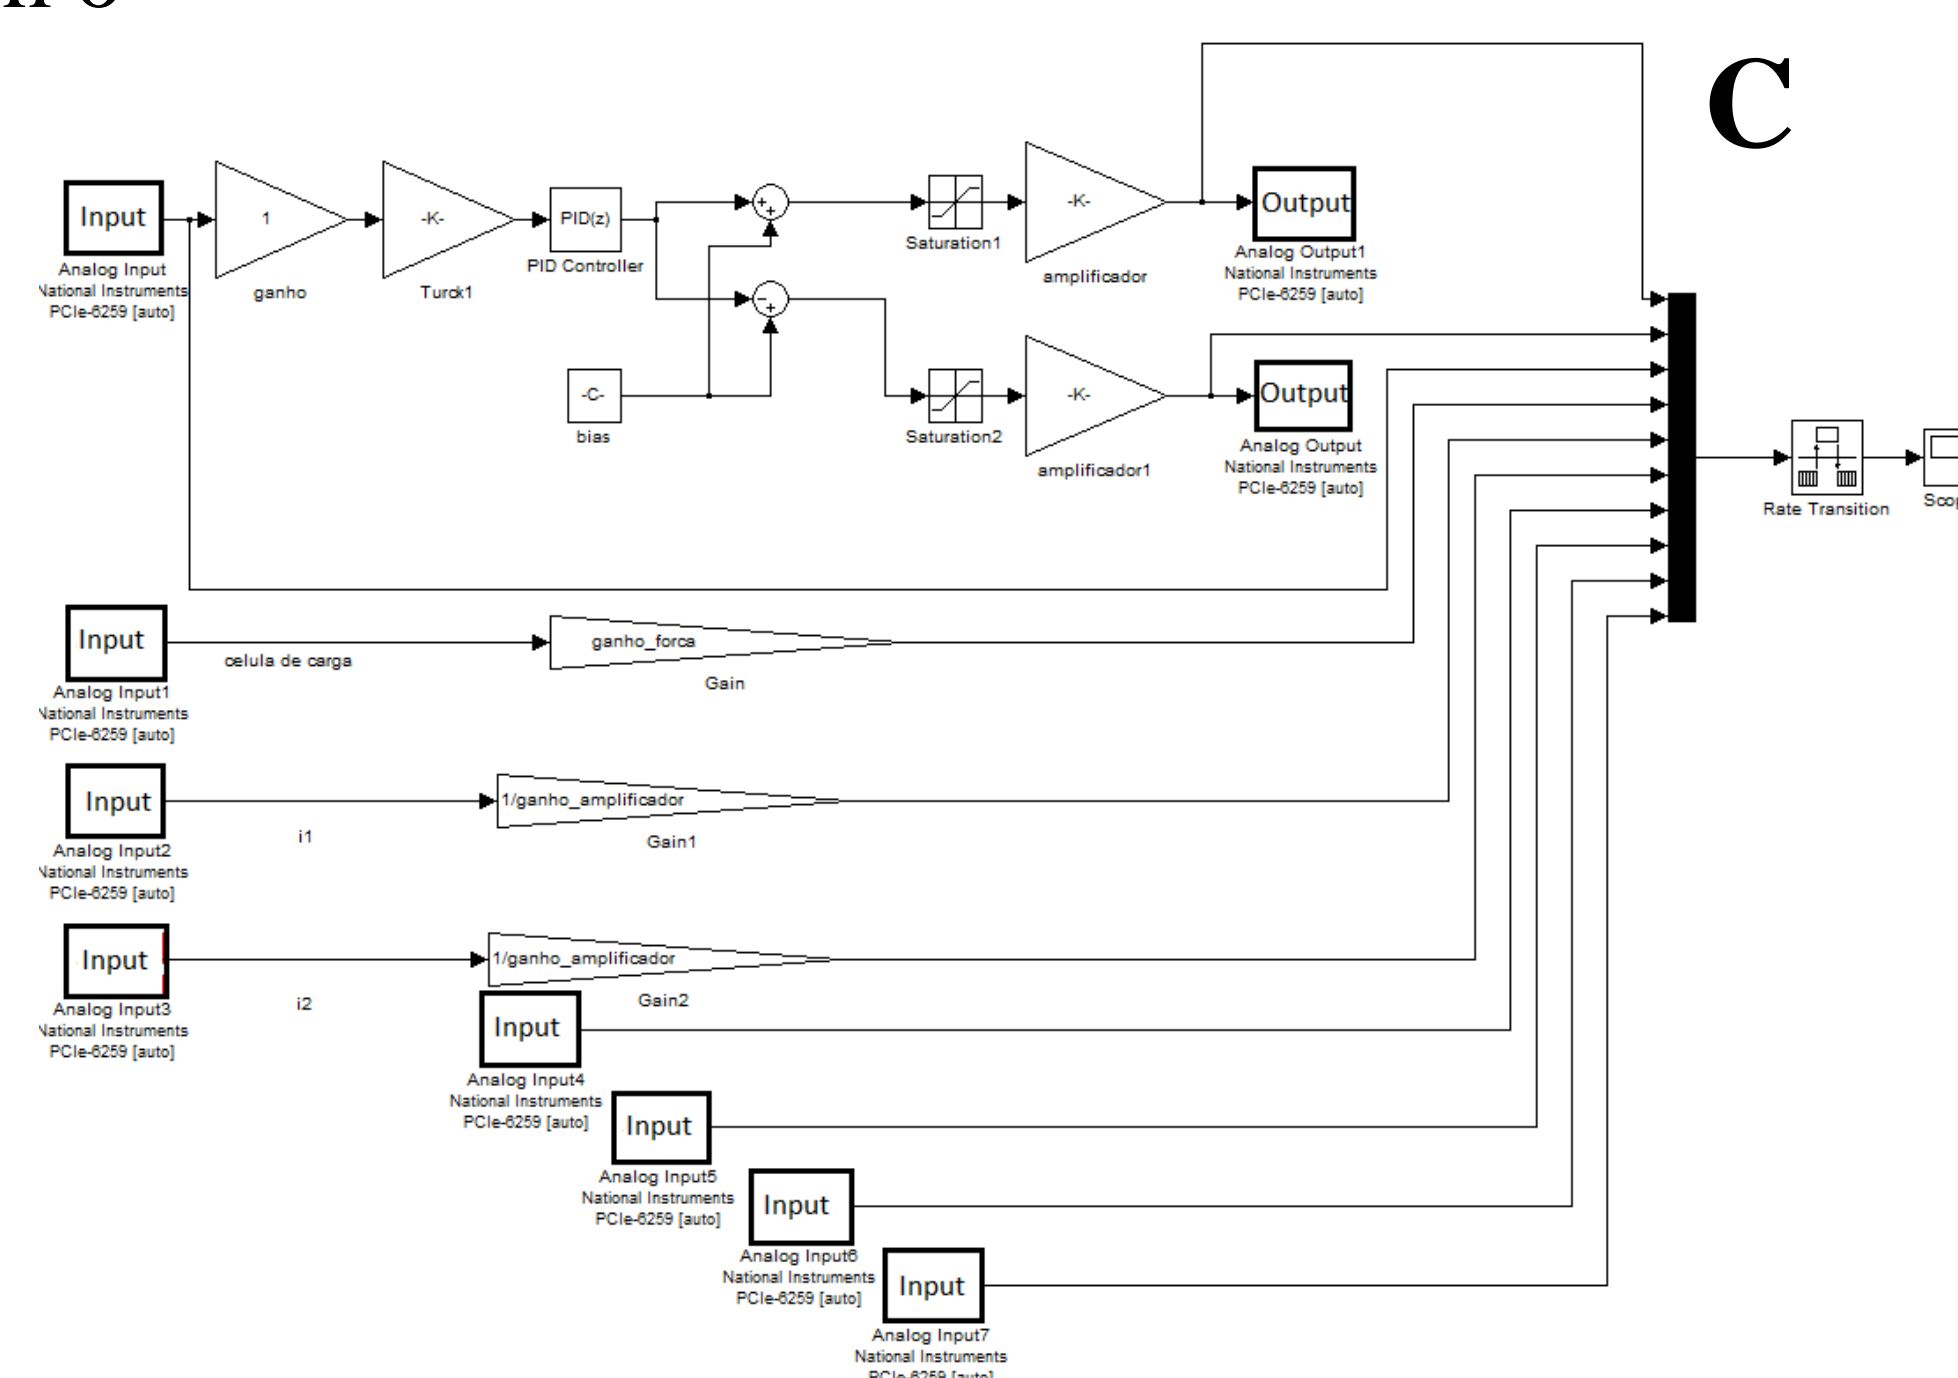 C
Input
Analog Input
National Instruments
PCIe-6259 [auto]
1
ganho
-K-
Turck1
PID(z)
PID Controller
+
+
-
+
-C-
bias
Saturation1
-K-
amplificador
Output
Analog Output1
National Instruments
PCIe-6259 [auto]
Saturation2
-K-
amplificador1
Output
Analog Output
National Instruments
PCIe-6259 [auto]
Rate Transition
Input
Analog Input1
National Instruments
PCIe-6259 [auto]
celula de carga
ganho_forca
Gain
Input
Analog Input2
National Instruments
PCIe-6259 [auto]
i1
1/ganho_amplificador
Gain1
Input
Analog Input3
National Instruments
PCIe-6259 [auto]
i2
1/ganho_amplificador
Gain2
Input
Analog Input4
National Instruments
PCIe-6259 [auto]
Input
Analog Input5
National Instruments
PCIe-6259 [auto]
Input
Analog Input6
National Instruments
PCIe-6259 [auto]
Input
Analog Input7
National Instruments
PCIe-6259 [auto]